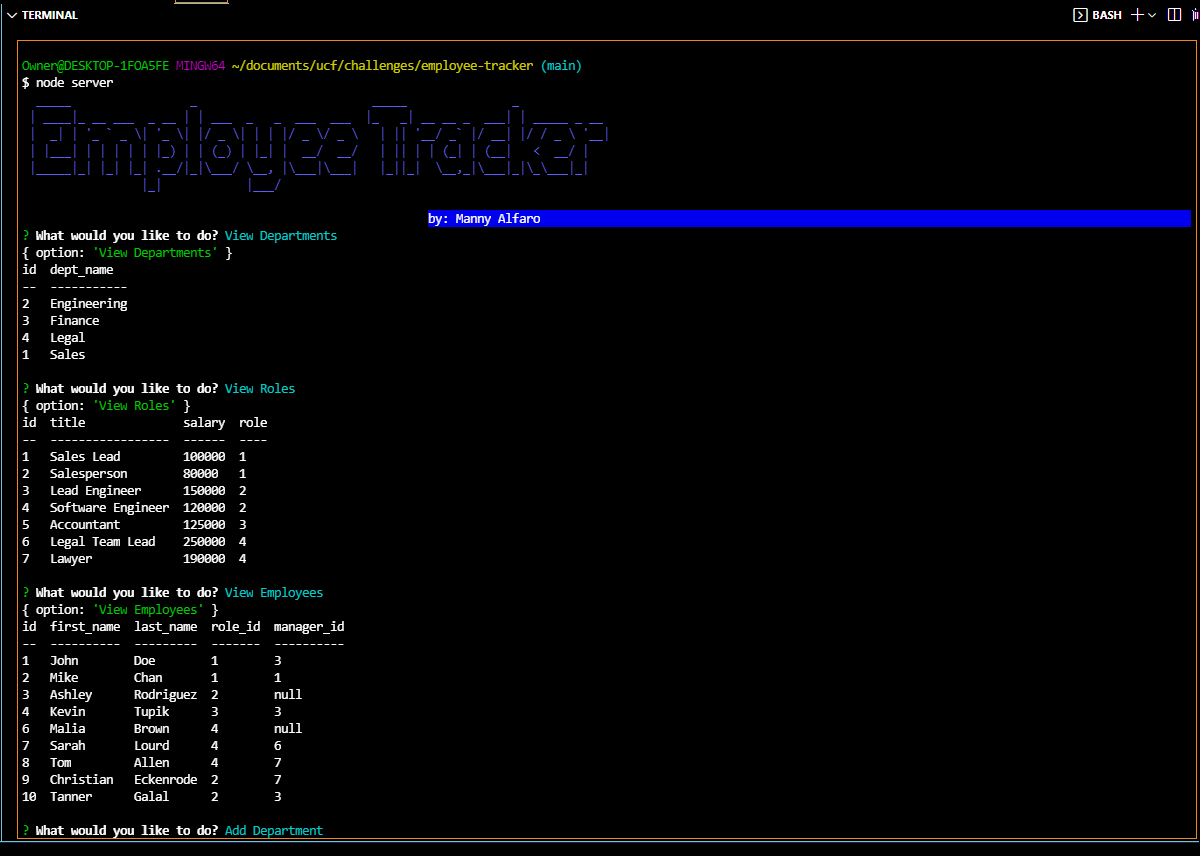 TERMINAL
BASH
Owner@DESKTOP-1FOA5FE MINGW64 ~/documents/ucf/challenges/employee-tracker (main)
$ node server
Employee Tracker
by: Manny Alfaro
? What would you like to do? View Departments
{ option: 'View Departments' }
id  dept_name
--  -----------
2   Engineering
3   Finance
4   Legal
1   Sales
? What would you like to do? View Roles
{ option: 'View Roles' }
id  title              salary  role
--  -----------------  ------  ----
1   Sales Lead         100000  1
2   Salesperson        80000   1
3   Lead Engineer      150000  2
4   Software Engineer  120000  2
5   Accountant         125000  3
6   Legal Team Lead    250000  4
7   Lawyer             190000  4
? What would you like to do? View Employees
{ option: 'View Employees' }
id  first_name  last_name  role_id  manager_id
--  ----------  ---------  -------  ----------
1   John        Doe        1        3
2   Mike        Chan       1        1
3   Ashley      Rodriguez  2        null
4   Kevin       Tupik      3        3
6   Malia       Brown      4        null
7   Sarah       Lourd      4        6
8   Tom         Allen      4        7
9   Christian   Eckenrode  2        7
10  Tanner      Galal      2        3
? What would you like to do? Add Department